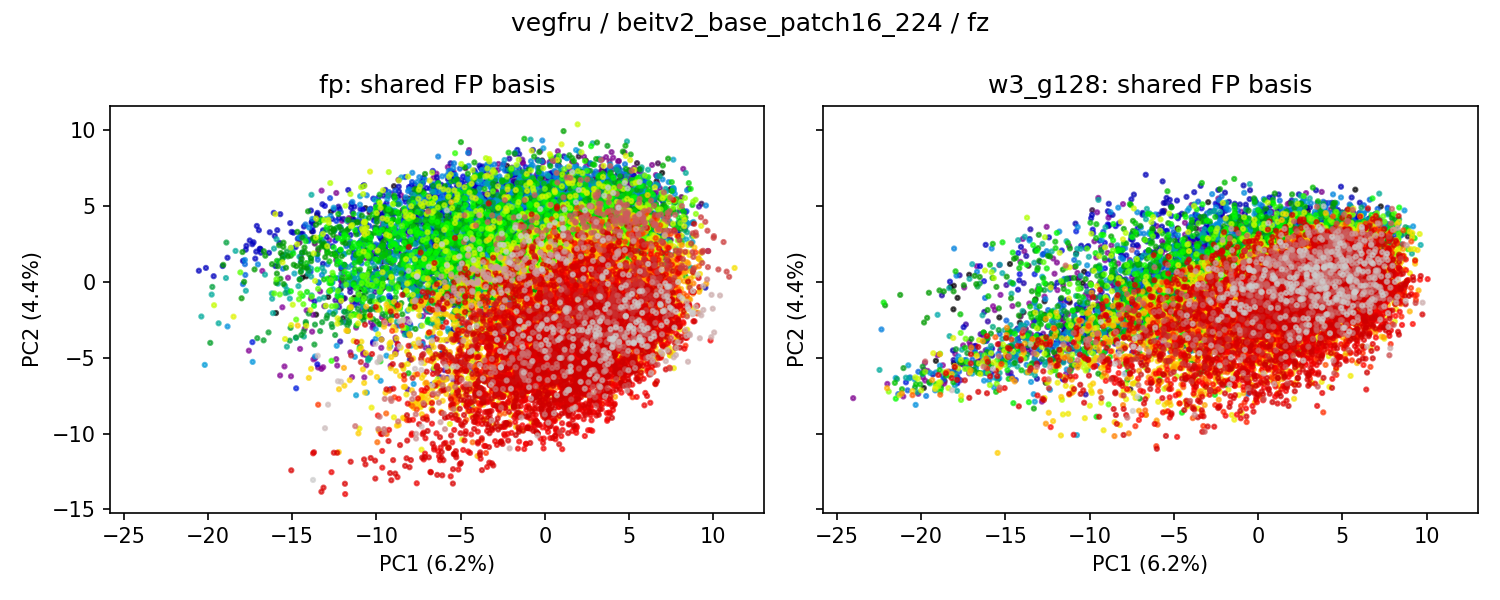 vegfru / beitv2_base_patch16_224 / fz
fp: shared FP basis
w3_g128: shared FP basis
10
5
0
−5
−10
−15
PC2 (4.4%)
PC2 (4.4%)
−25 −20 −15 −10 −5 0 5 10
−25 −20 −15 −10 −5 0 5 10
PC1 (6.2%)
PC1 (6.2%)